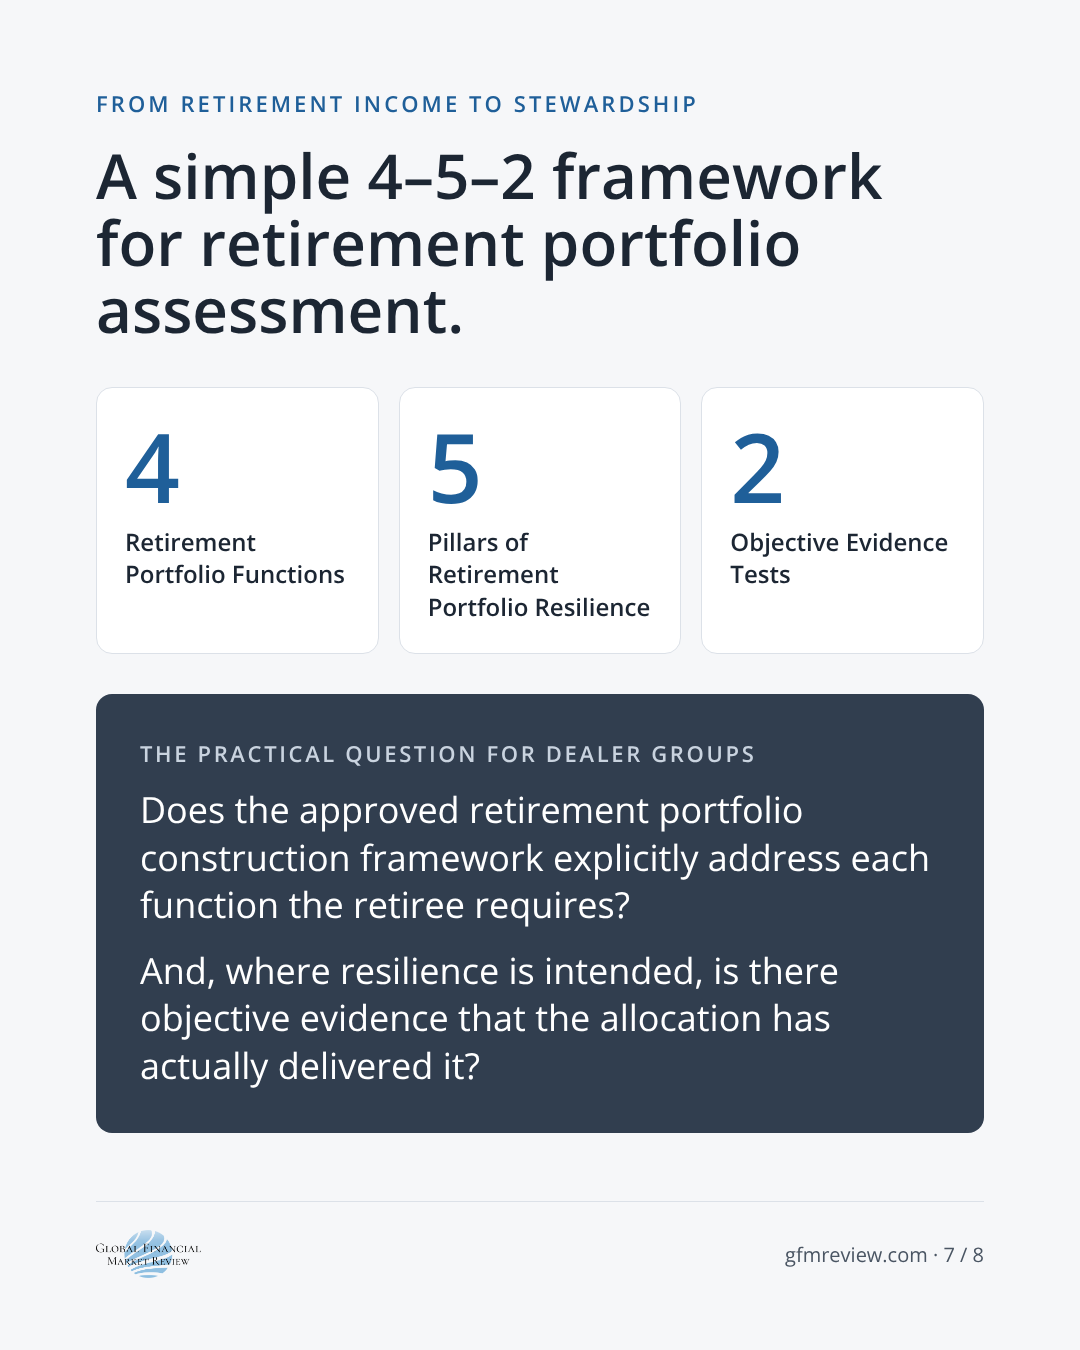 FROM RETIREMENT INCOME TO STEWARDSHIP
A simple 4–5–2 framework
for retirement portfolio
assessment.
4
Retirement
Portfolio Functions
5
Pillars of
Retirement
Portfolio Resilience
2
Objective Evidence
Tests
THE PRACTICAL QUESTION FOR DEALER GROUPS
Does the approved retirement portfolio
construction framework explicitly address each
function the retiree requires?
And, where resilience is intended, is there
objective evidence that the allocation has
actually delivered it?
GLOBAL FINANCIAL
MARKET REVIEW
gfmreview.com · 7 / 8